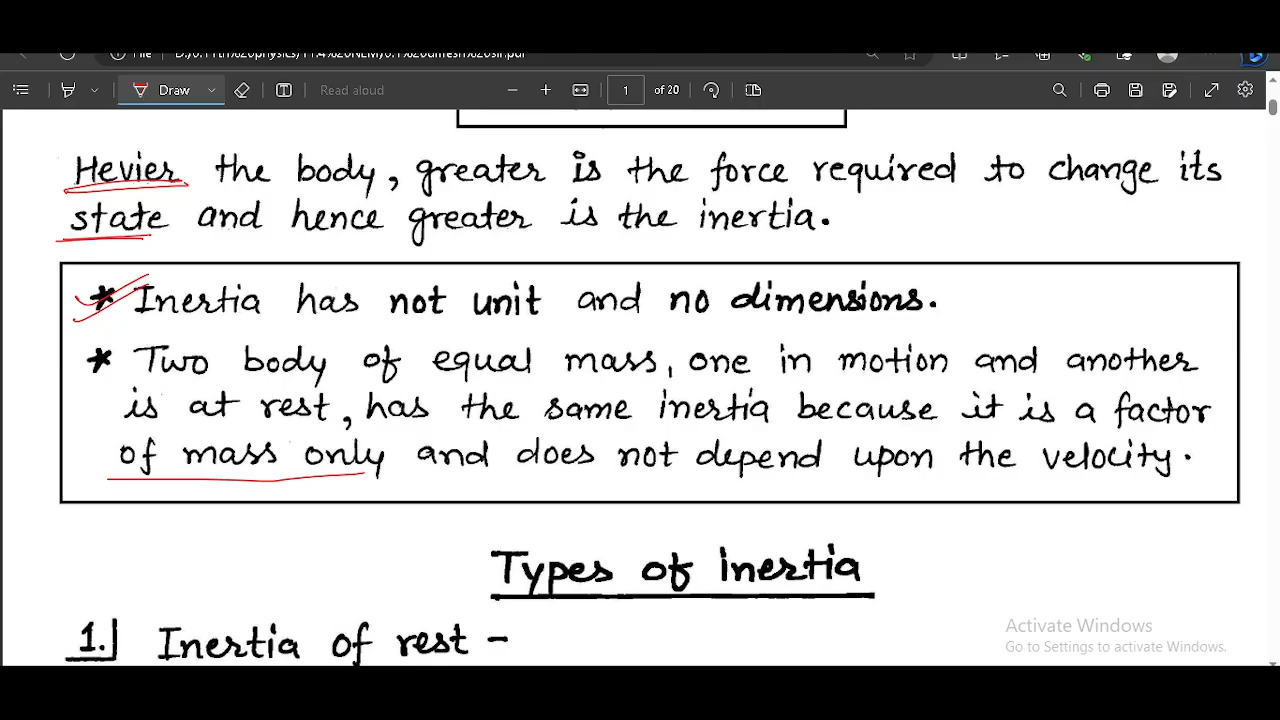 File
Draw
Read aloud
1 of 20
Hevier the body, greater is the force required to change its
state and hence greater is the inertia.
* Inertia has not unit and no dimensions.
* Two body of equal mass, one in motion and another
is at rest, has the same inertia because it is a factor
of mass only and does not depend upon the velocity.
Types of inertia
1.] Inertia of rest -
Activate Windows
Go to Settings to activate Windows.